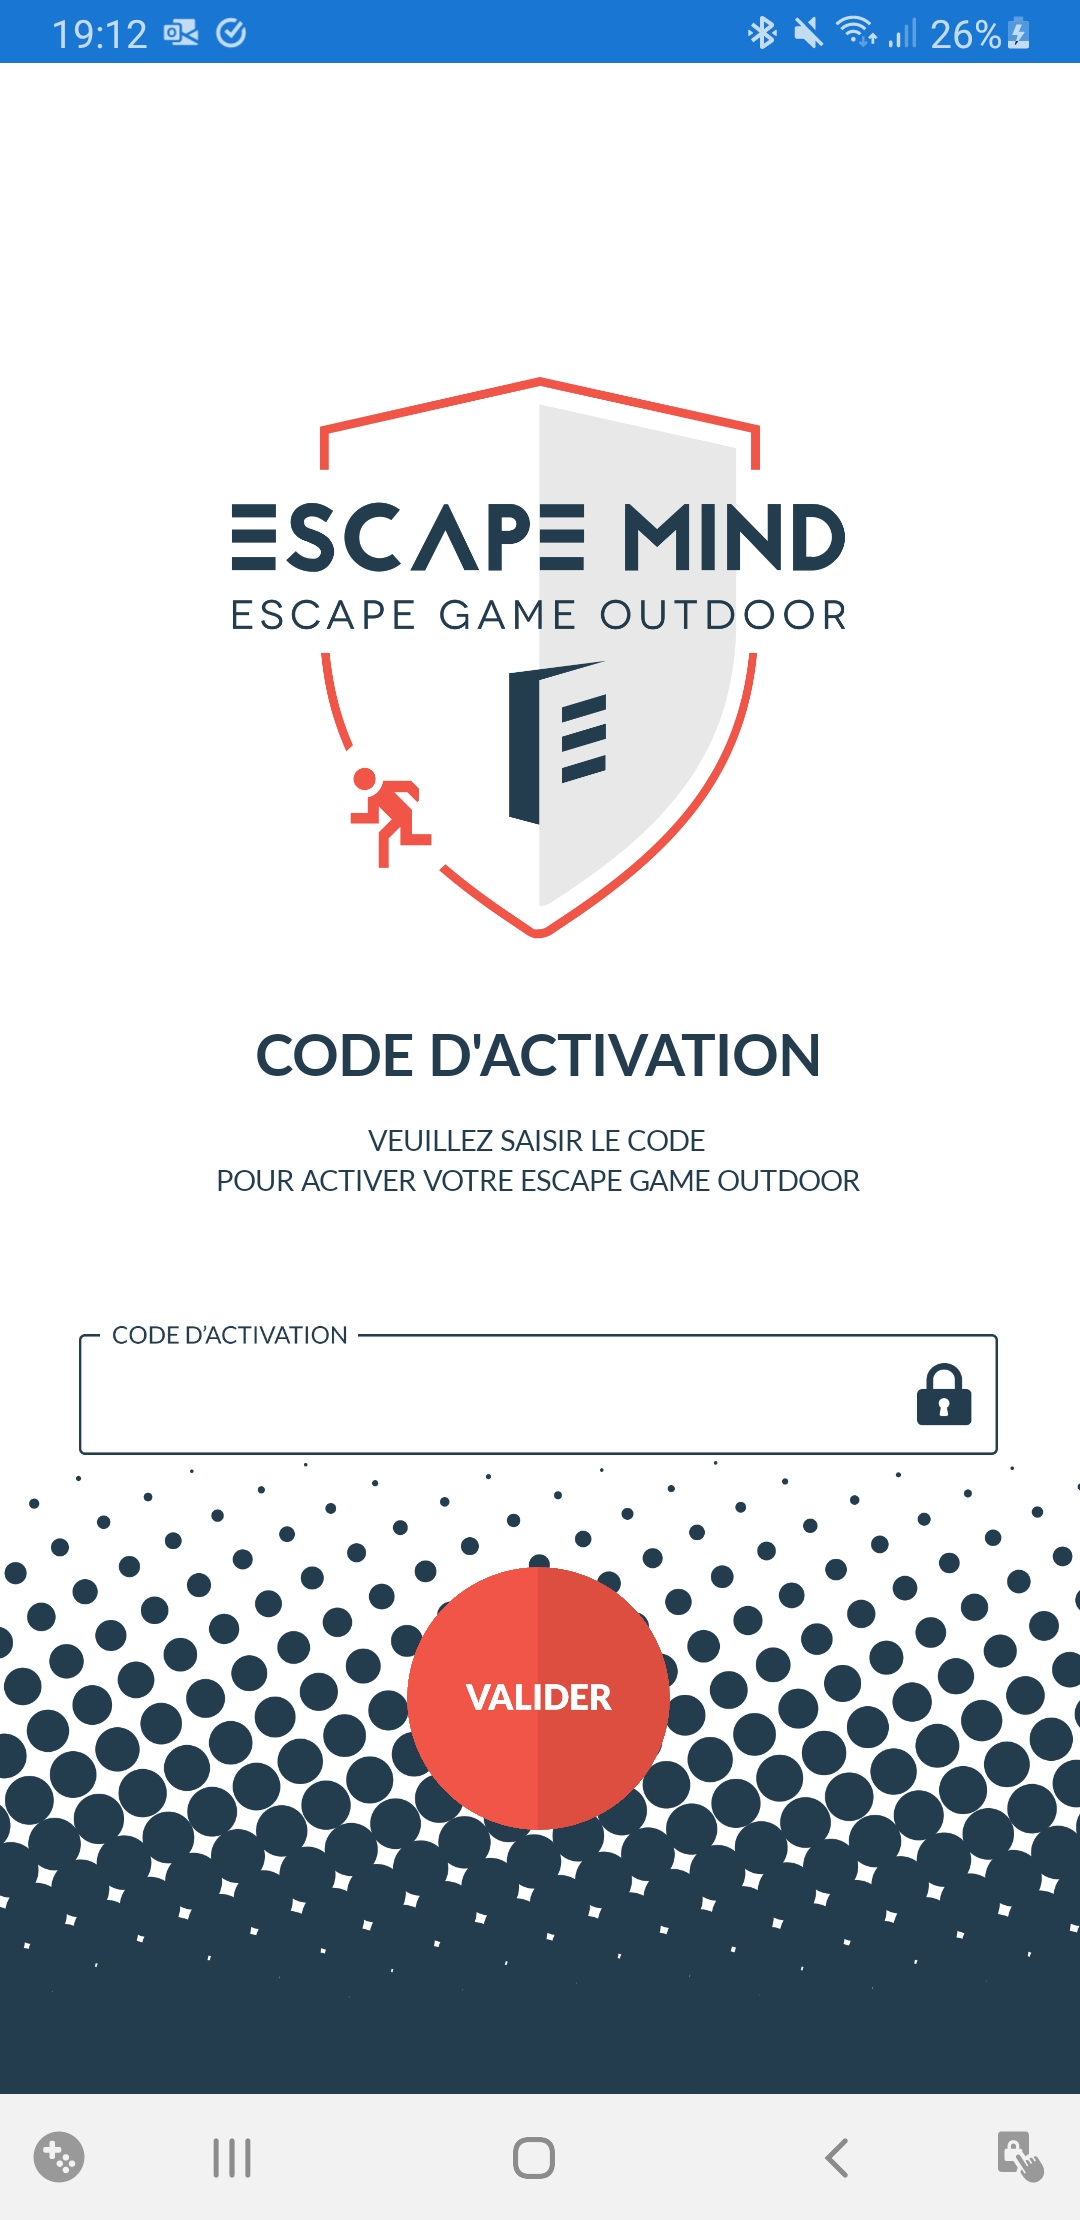 19:12
26%
ESCAPE MIND
ESCAPE GAME OUTDOOR
CODE D'ACTIVATION
VEUILLEZ SAISIR LE CODE
POUR ACTIVER VOTRE ESCAPE GAME OUTDOOR
CODE D’ACTIVATION
VALIDER